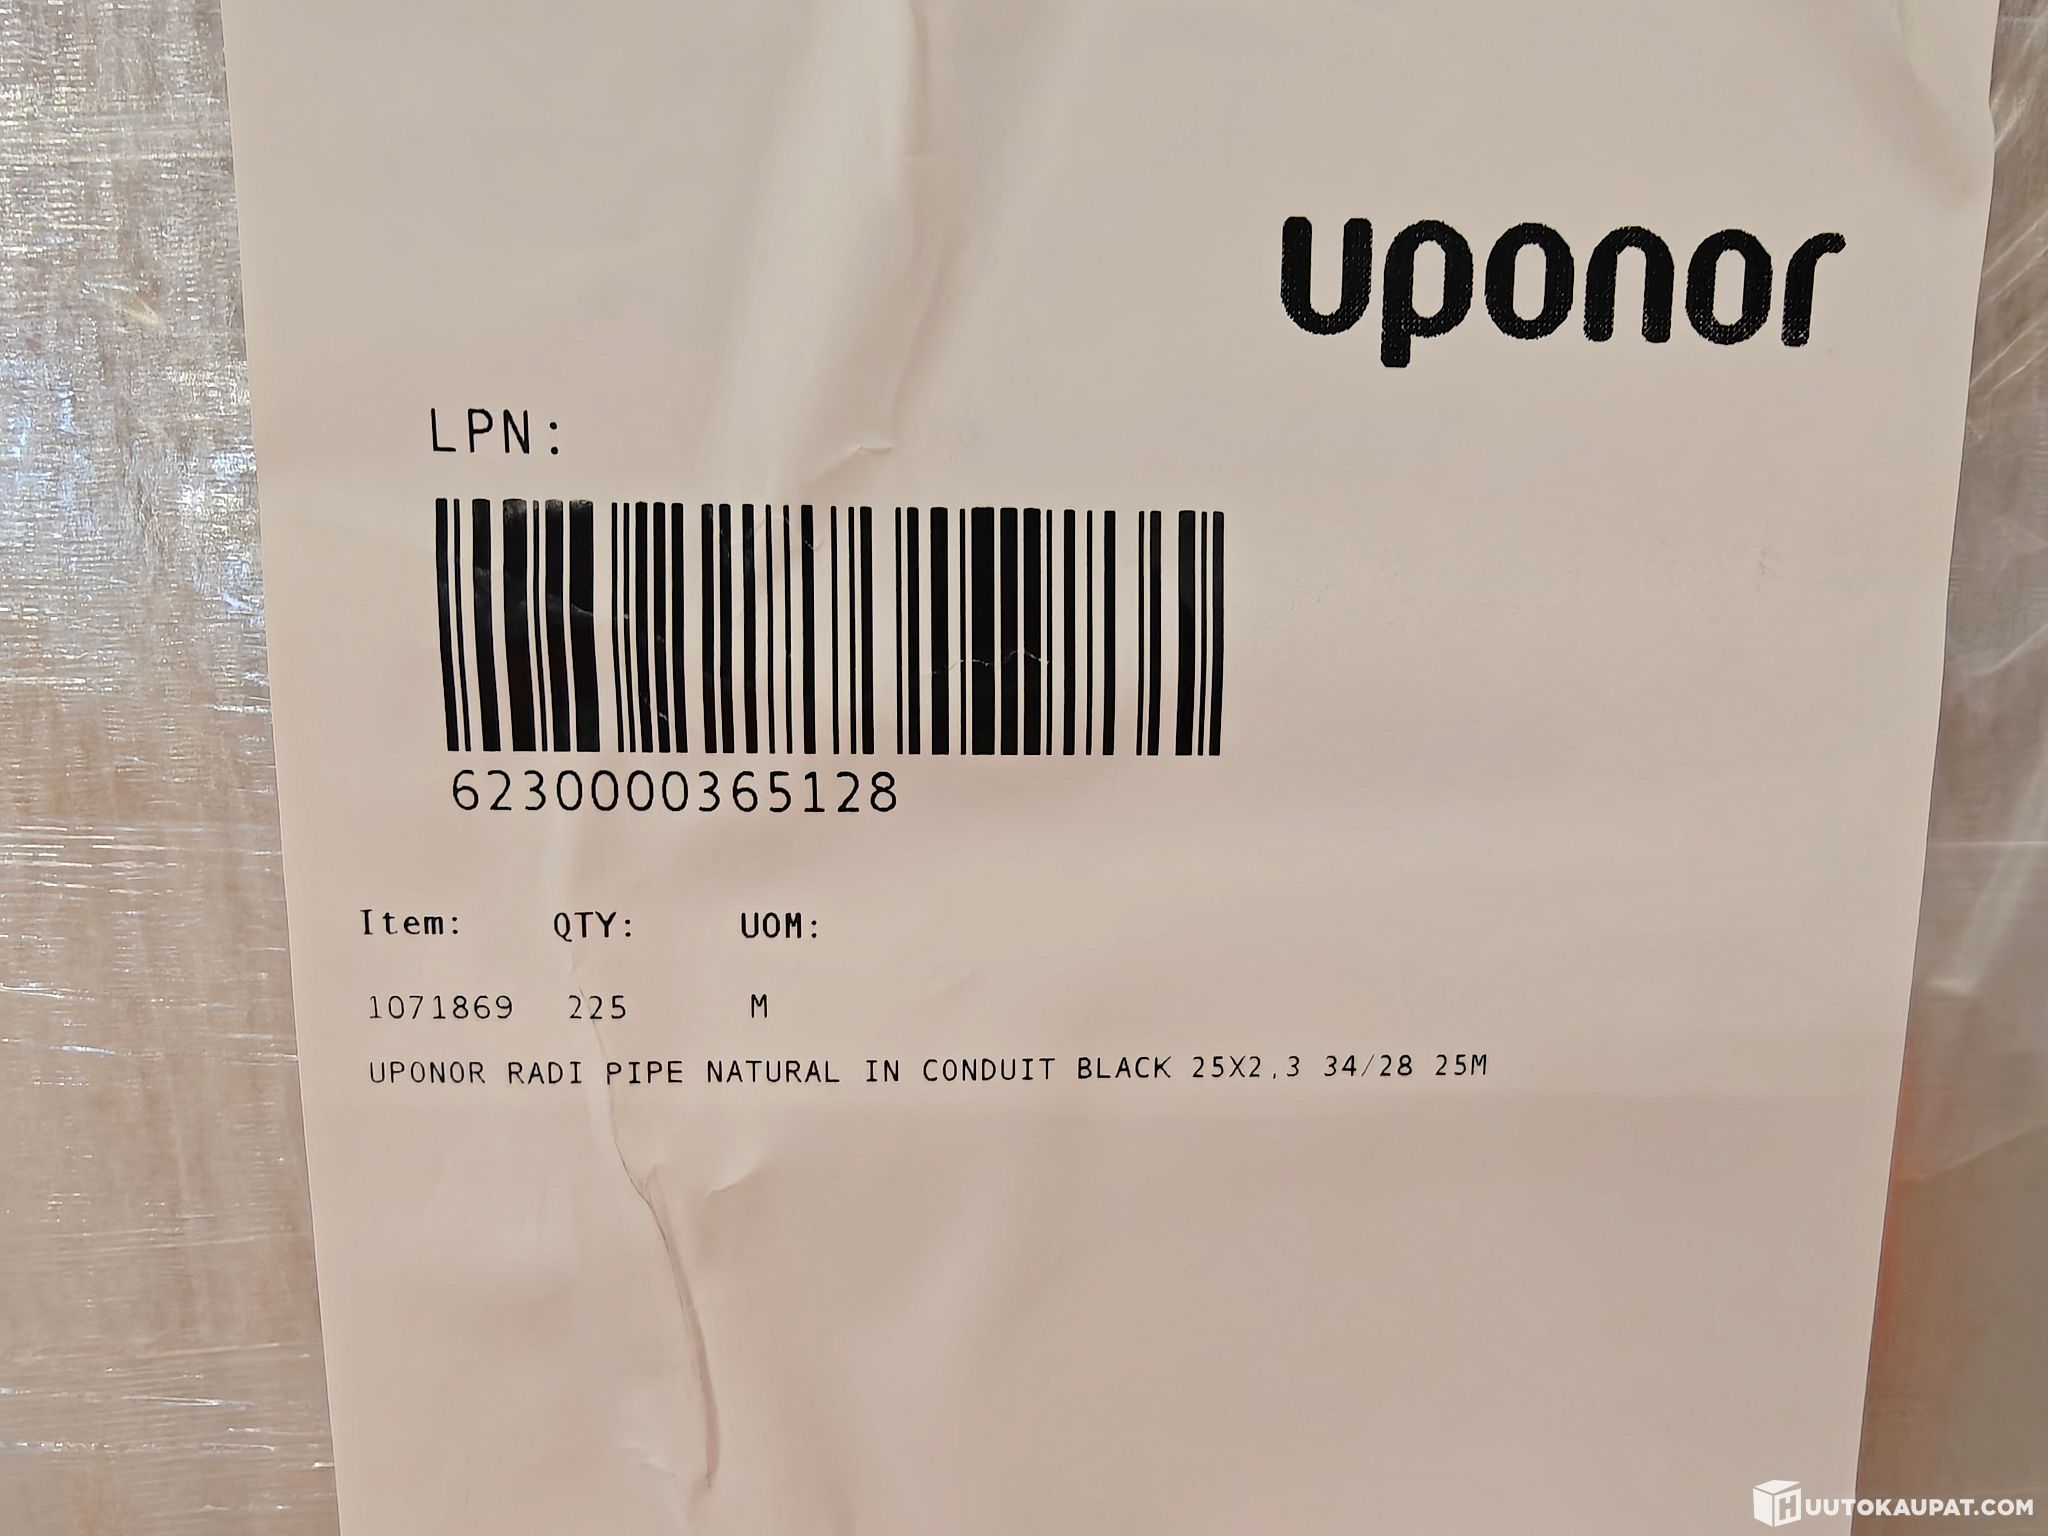 uponor
LPN:
6230000365128
Item: QTY: UOM:
1071869 225 M
UPONOR RADI PIPE NATURAL IN CONDUIT BLACK 25X2,3 34/28 25M
HUUTOKAUPAT.COM